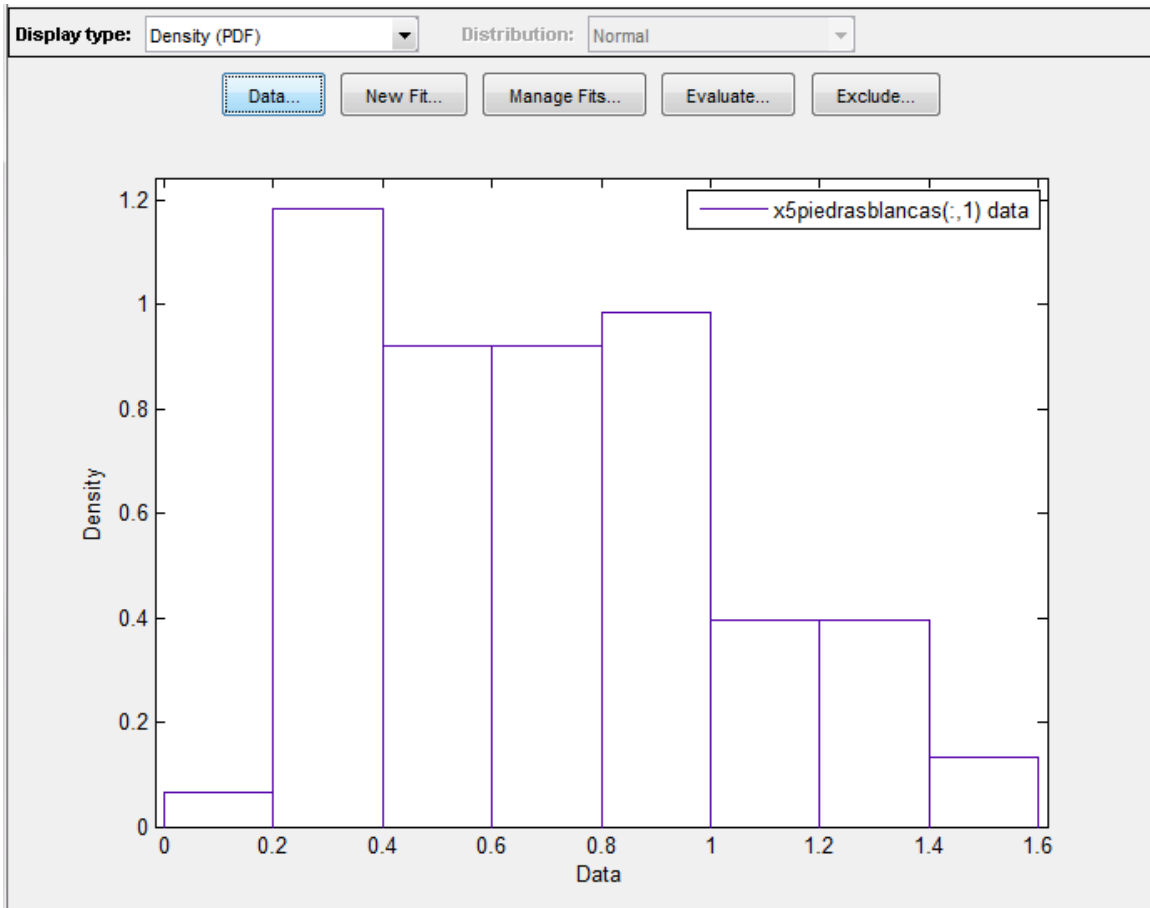 Display type: Density (PDF) Distribution: Normal
Data... New Fit... Manage Fits... Evaluate... Exclude...
x5piedrasblancas(:,1) data
1.2
1
0.8
0.6
0.4
0.2
0
Density
0 0.2 0.4 0.6 0.8 1 1.2 1.4 1.6
Data